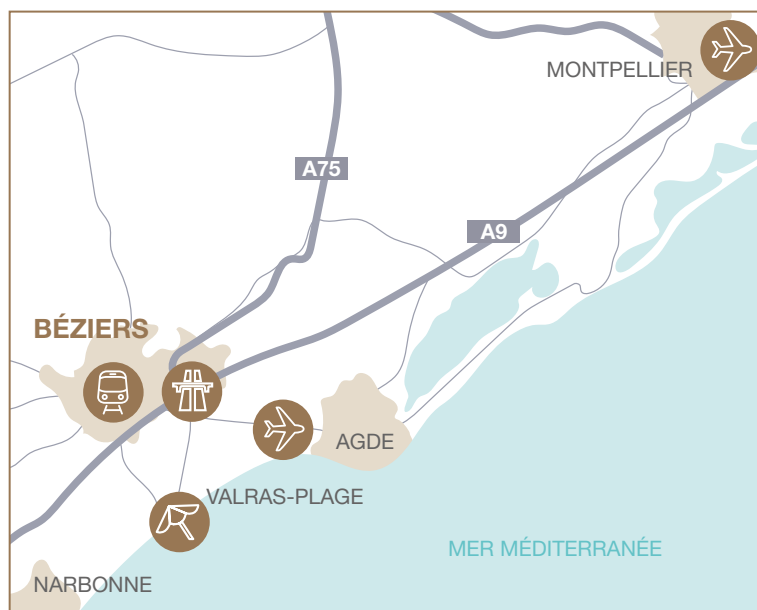 MONTPELLIER
A75
A9
BÉZIERS
AGDE
VALRAS-PLAGE
MER MÉDITERRANÉE
NARBONNE